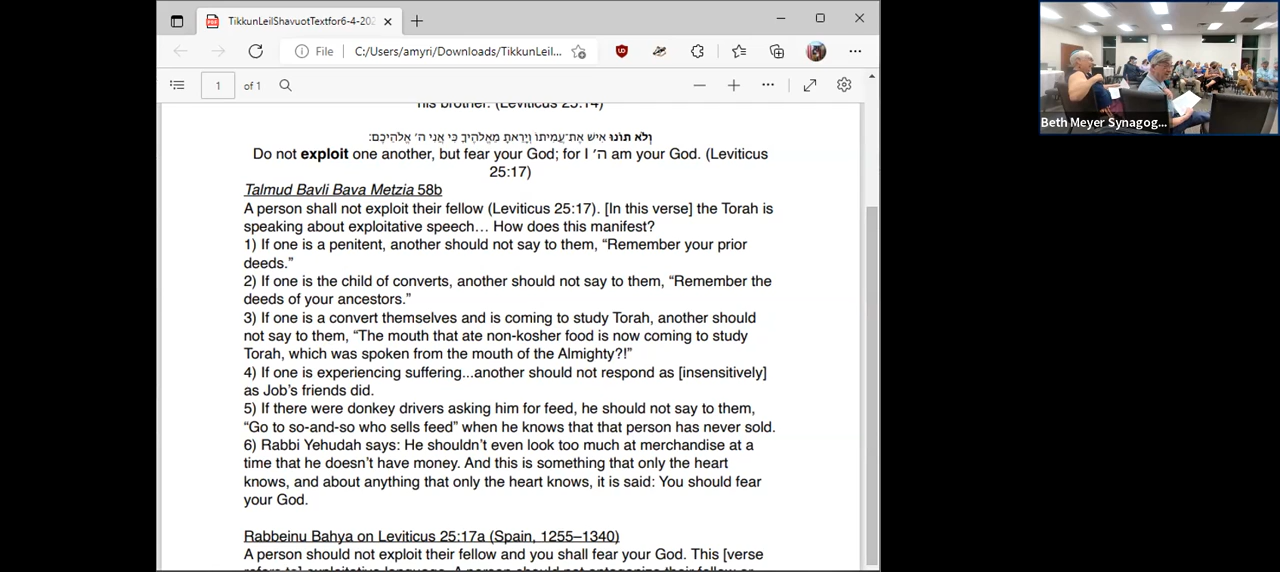 TikkunLeilShavuotTextfor6-4-202
File C:/Users/amyri/Downloads/TikkunLeil...
1 of 1
his brother. (Leviticus 25:14)
וְלֹא תוֹנוּ אִישׁ אֶת־עֲמִיתוֹ וְיָרֵאתָ מֵאֱלֹהֶיךָ כִּי אֲנִי ה׳ אֱלֹהֵיכֶם:
Do not exploit one another, but fear your God; for I ה׳ am your God. (Leviticus
25:17)
Talmud Bavli Bava Metzia 58b
A person shall not exploit their fellow (Leviticus 25:17). [In this verse] the Torah is
speaking about exploitative speech… How does this manifest?
1) If one is a penitent, another should not say to them, “Remember your prior
deeds.”
2) If one is the child of converts, another should not say to them, “Remember the
deeds of your ancestors.”
3) If one is a convert themselves and is coming to study Torah, another should
not say to them, “The mouth that ate non-kosher food is now coming to study
Torah, which was spoken from the mouth of the Almighty?!”
4) If one is experiencing suffering...another should not respond as [insensitively]
as Job’s friends did.
5) If there were donkey drivers asking him for feed, he should not say to them,
“Go to so-and-so who sells feed” when he knows that that person has never sold.
6) Rabbi Yehudah says: He shouldn’t even look too much at merchandise at a
time that he doesn’t have money. And this is something that only the heart
knows, and about anything that only the heart knows, it is said: You should fear
your God.
Rabbeinu Bahya on Leviticus 25:17a (Spain, 1255–1340)
A person should not exploit their fellow and you shall fear your God. This [verse
refers to] exploitative language. A person should not antagonize their fellow or
Beth Meyer Synagog...